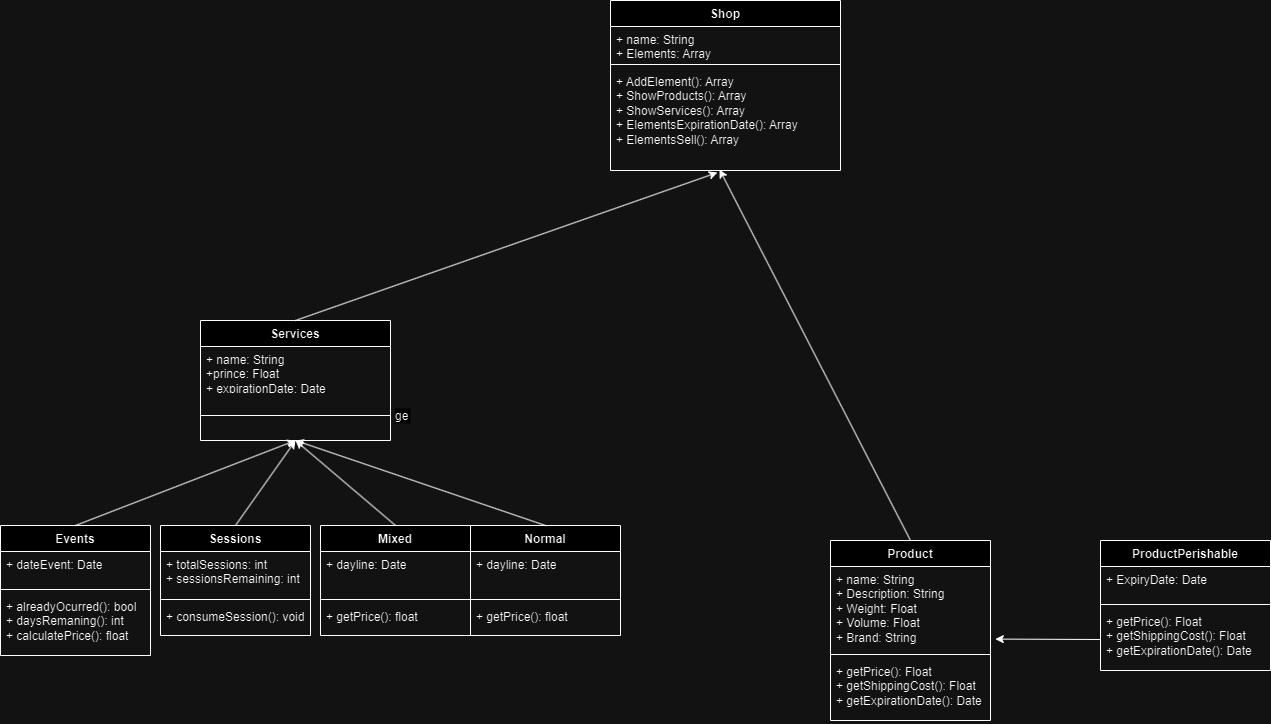 Shop
+ name: String
+ Elements: Array
+ AddElement(): Array
+ ShowProducts(): Array
+ ShowServices(): Array
+ ElementsExpirationDate(): Array
+ ElementsSell(): Array
Services
+ name: String
+prince: Float
+ expirationDate: Date
ge
Events
+ dateEvent: Date
+ alreadyOcurred(): bool
+ daysRemaning(): int
+ calculatePrice(): float
Sessions
+ totalSessions: int
+ sessionsRemaining: int
+ consumeSession(): void
Mixed
+ dayline: Date
+ getPrice(): float
Normal
+ dayline: Date
+ getPrice(): float
Product
+ name: String
+ Description: String
+ Weight: Float
+ Volume: Float
+ Brand: String
+ getPrice(): Float
+ getShippingCost(): Float
+ getExpirationDate(): Date
ProductPerishable
+ ExpiryDate: Date
+ getPrice(): Float
+ getShippingCost(): Float
+ getExpirationDate(): Date